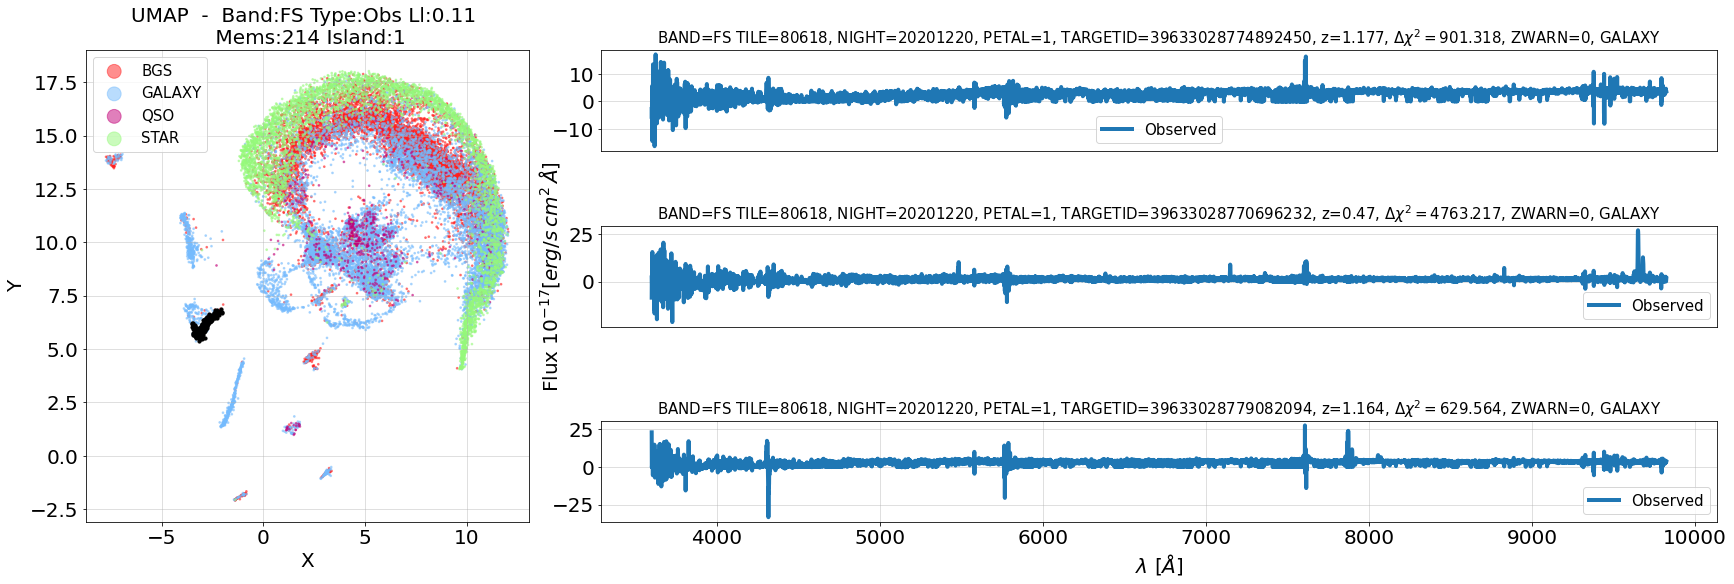 UMAP  -  Band:FS Type:Obs Ll:0.11
Mems:214 Island:1
BGS
GALAXY
QSO
STAR
17.5
15.0
12.5
10.0
7.5
5.0
2.5
0.0
−2.5
Y
−5
0
5
10
X
Flux 10⁻¹⁷[erg/s cm² Å]
BAND=FS TILE=80618, NIGHT=20201220, PETAL=1, TARGETID=39633028774892450, z=1.177, Δχ² = 901.318, ZWARN=0, GALAXY
10
0
−10
Observed
BAND=FS TILE=80618, NIGHT=20201220, PETAL=1, TARGETID=39633028770696232, z=0.47, Δχ² = 4763.217, ZWARN=0, GALAXY
25
0
Observed
BAND=FS TILE=80618, NIGHT=20201220, PETAL=1, TARGETID=39633028779082094, z=1.164, Δχ² = 629.564, ZWARN=0, GALAXY
25
0
−25
Observed
4000
5000
6000
7000
8000
9000
10000
λ [Å]